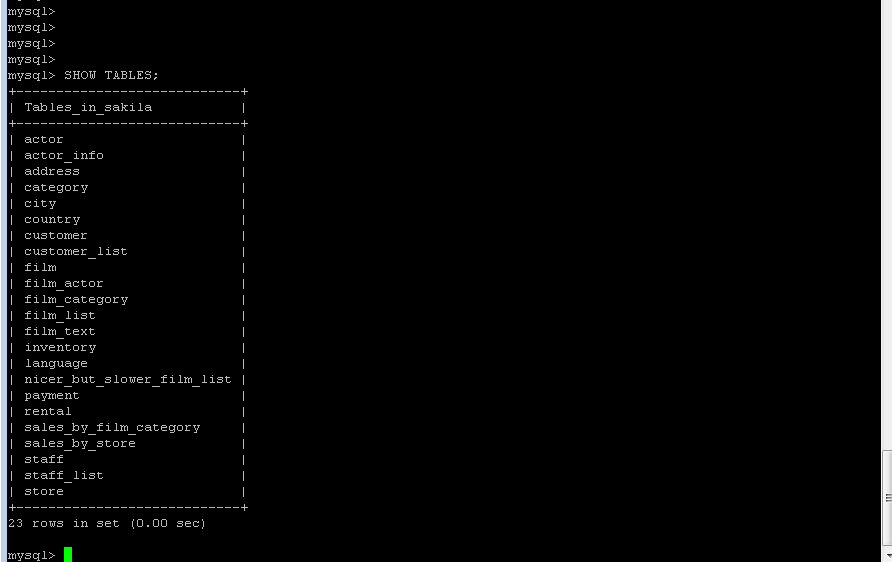 mysql>
mysql>
mysql>
mysql>
mysql> SHOW TABLES;
+----------------------------+
| Tables_in_sakila           |
+----------------------------+
| actor                      |
| actor_info                 |
| address                    |
| category                   |
| city                       |
| country                    |
| customer                   |
| customer_list              |
| film                       |
| film_actor                 |
| film_category              |
| film_list                  |
| film_text                  |
| inventory                  |
| language                   |
| nicer_but_slower_film_list |
| payment                    |
| rental                     |
| sales_by_film_category     |
| sales_by_store             |
| staff                      |
| staff_list                 |
| store                      |
+----------------------------+
23 rows in set (0.00 sec)
mysql>